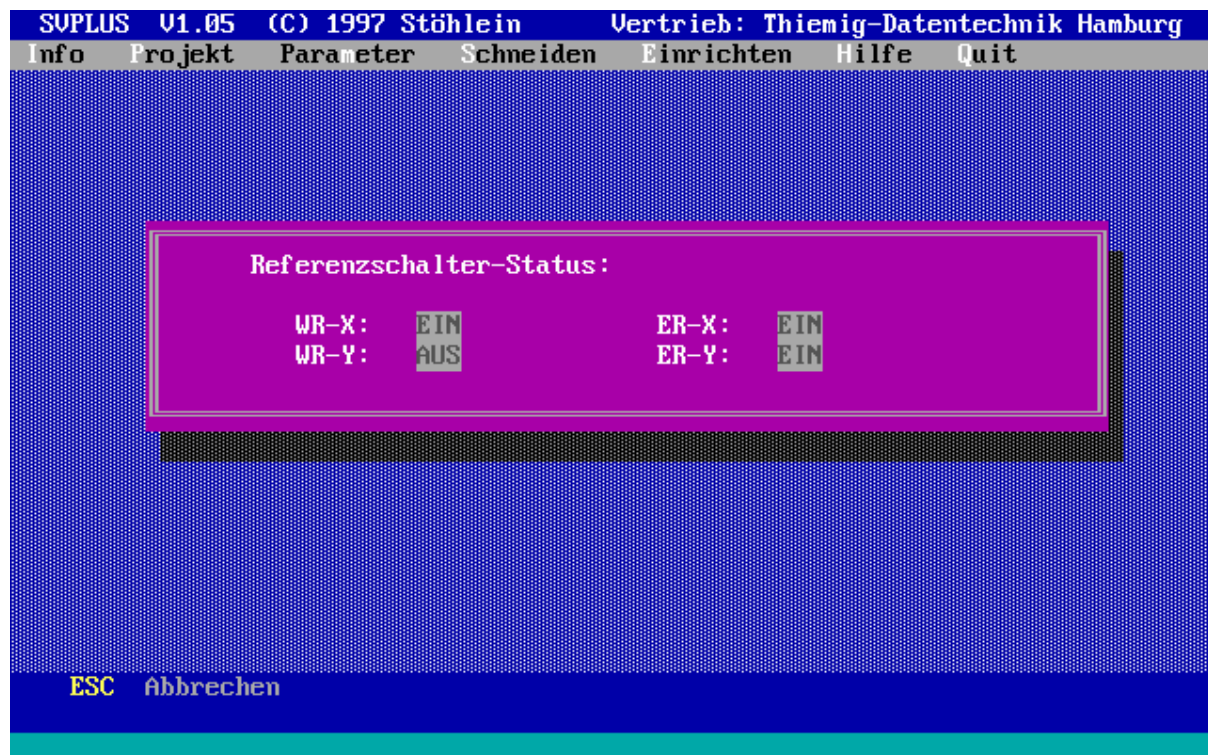 SVPLUS V1.05 (C) 1997 Stöhlein Vertrieb: Thiemig-Datentechnik Hamburg
Info Projekt Parameter Schneiden Einrichten Hilfe Quit
Referenzschalter-Status:
WR-X: EIN ER-X: EIN
WR-Y: AUS ER-Y: EIN
ESC Abbrechen